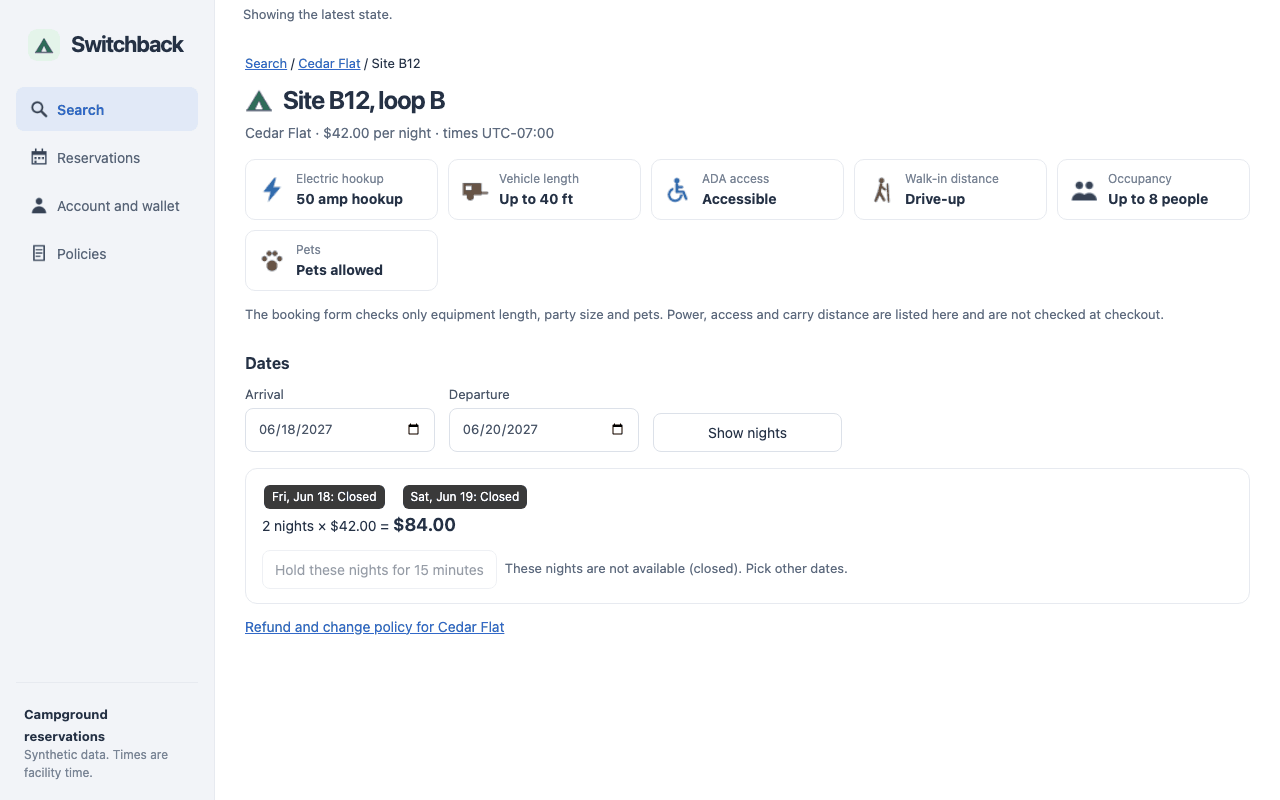 Showing the latest state.
Switchback
Search
Reservations
Account and wallet
Policies
Campground
reservations
Synthetic data. Times are
facility time.
Search / Cedar Flat / Site B12
Site B12, loop B
Cedar Flat · $42.00 per night · times UTC-07:00
Electric hookup
50 amp hookup
Vehicle length
Up to 40 ft
ADA access
Accessible
Walk-in distance
Drive-up
Occupancy
Up to 8 people
Pets
Pets allowed
The booking form checks only equipment length, party size and pets. Power, access and carry distance are listed here and are not checked at checkout.
Dates
Arrival
06/18/2027
Departure
06/20/2027
Show nights
Fri, Jun 18: Closed
Sat, Jun 19: Closed
2 nights × $42.00 = $84.00
Hold these nights for 15 minutes
These nights are not available (closed). Pick other dates.
Refund and change policy for Cedar Flat